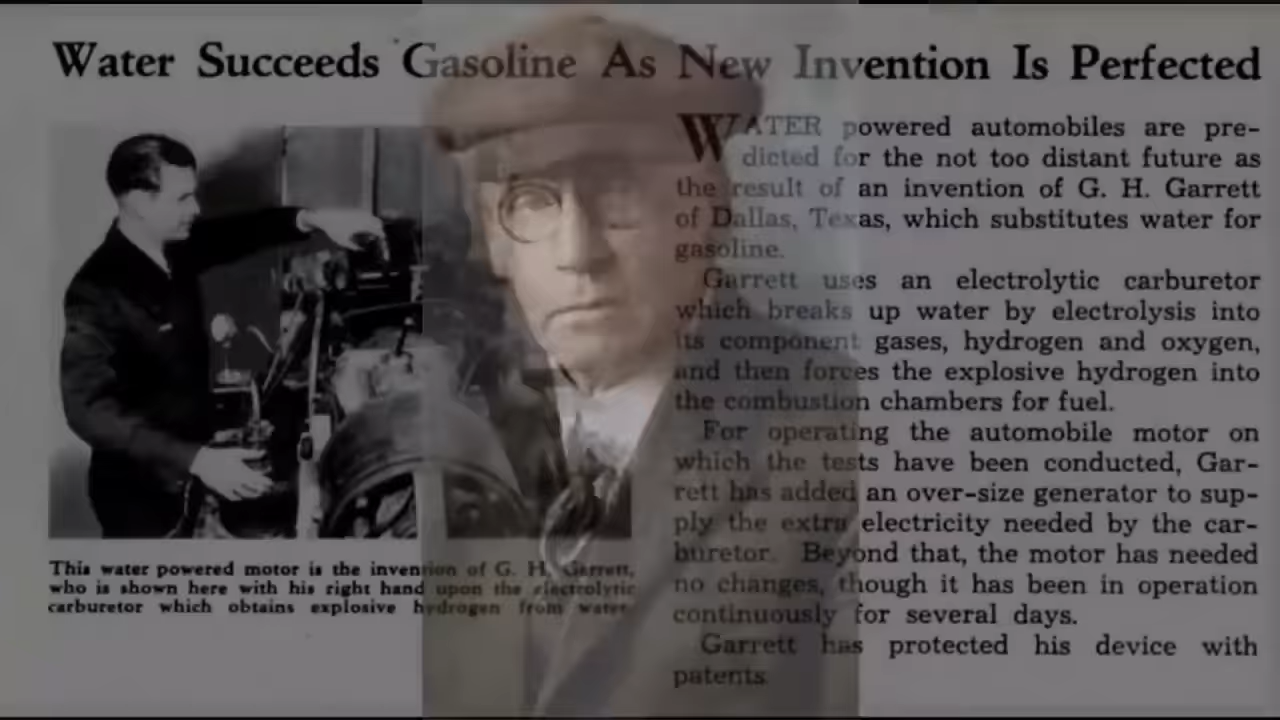 Water Succeeds Gasoline As New Invention Is Perfected
This water powered motor is the invention of G. H. Garrett,
who is shown here with his right hand upon the electrolytic
carburetor which obtains explosive hydrogen from water.
WATER powered automobiles are pre-
dicted for the not too distant future as
the result of an invention of G. H. Garrett
of Dallas, Texas, which substitutes water for
gasoline.
Garrett uses an electrolytic carburetor
which breaks up water by electrolysis into
its component gases, hydrogen and oxygen,
and then forces the explosive hydrogen into
the combustion chambers for fuel.
For operating the automobile motor on
which the tests have been conducted, Gar-
rett has added an over-size generator to sup-
ply the extra electricity needed by the car-
buretor. Beyond that, the motor has needed
no changes, though it has been in operation
continuously for several days.
Garrett has protected his device with
patents.